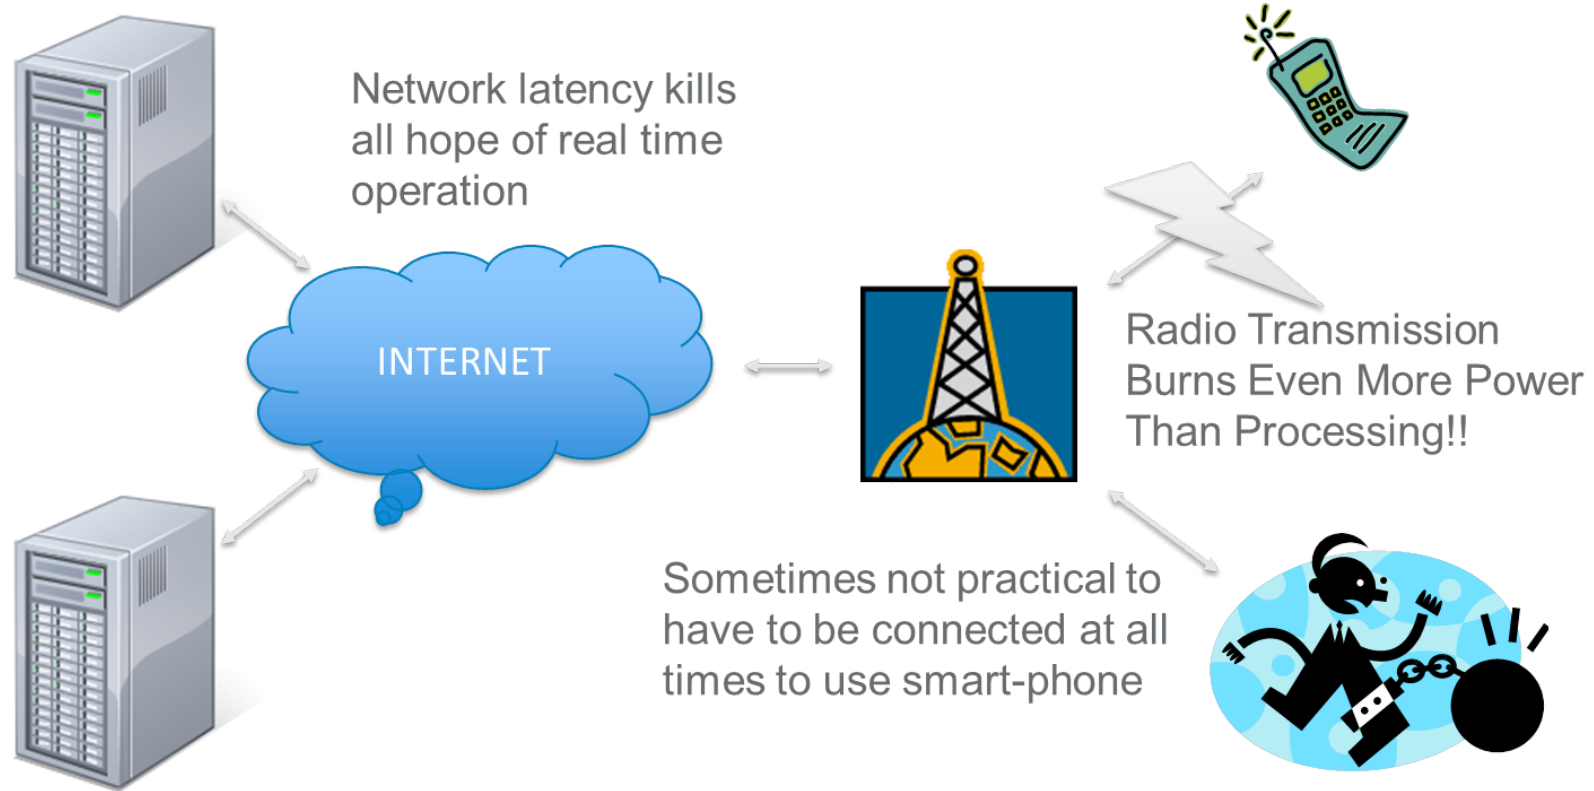 Network latency kills
all hope of real time
operation
INTERNET
Radio Transmission
Burns Even More Power
Than Processing!!
Sometimes not practical to
have to be connected at all
times to use smart-phone